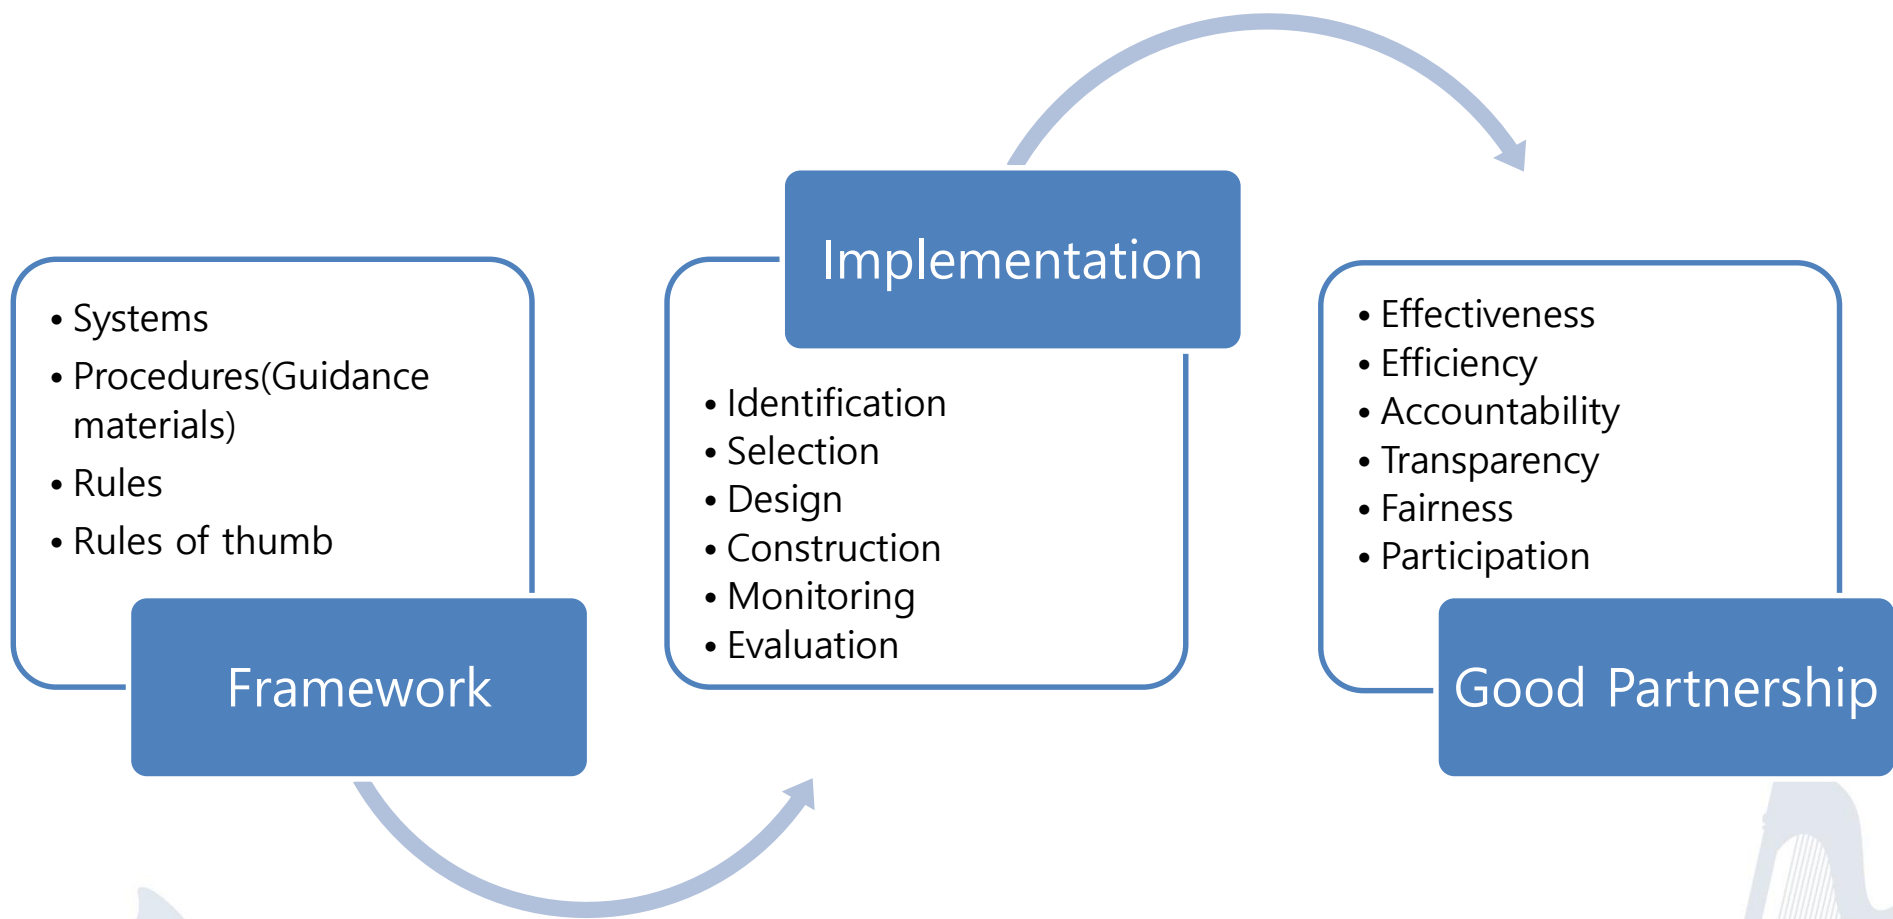 • Systems
• Procedures(Guidance
materials)
• Rules
• Rules of thumb
Framework
Implementation
• Identification
• Selection
• Design
• Construction
• Monitoring
• Evaluation
• Effectiveness
• Efficiency
• Accountability
• Transparency
• Fairness
• Participation
Good Partnership